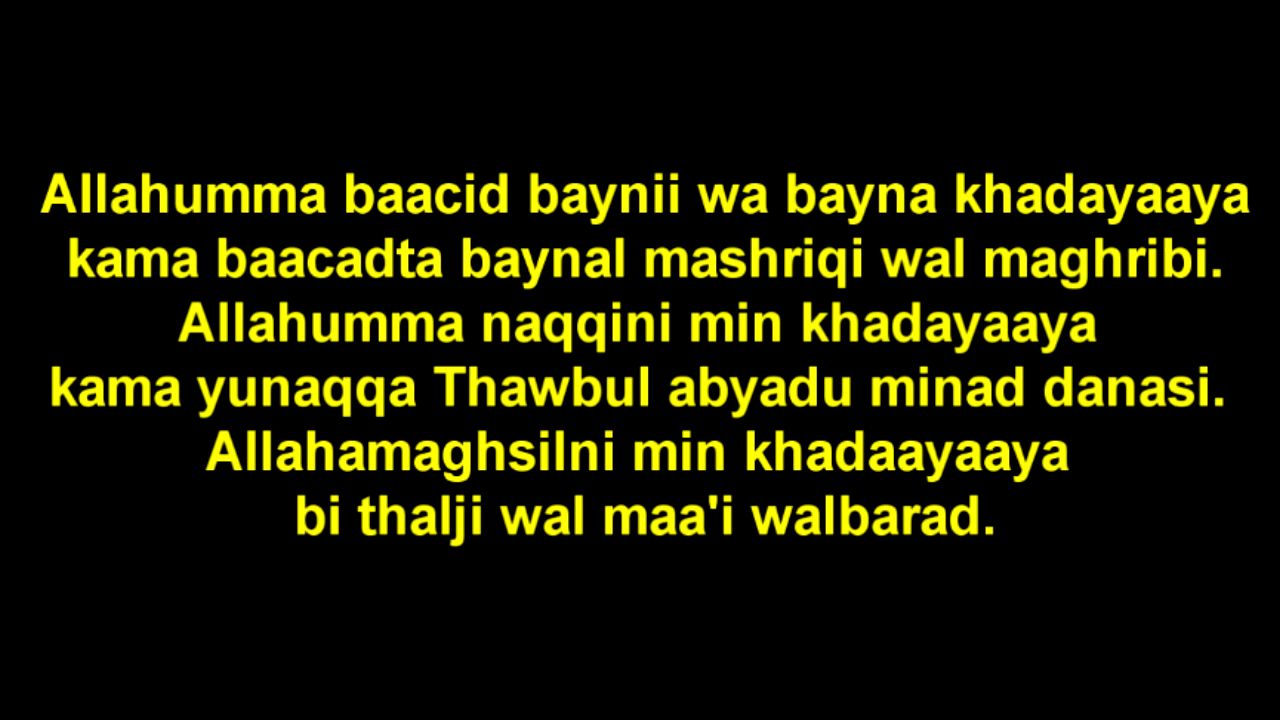 Allahumma baacid baynii wa bayna khadayaaya
kama baacadta baynal mashriqi wal maghribi.
Allahumma naqqini min khadayaaya
kama yunaqqa Thawbul abyadu minad danasi.
Allahamaghsilni min khadaayaaya
bi thalji wal maa'i walbarad.